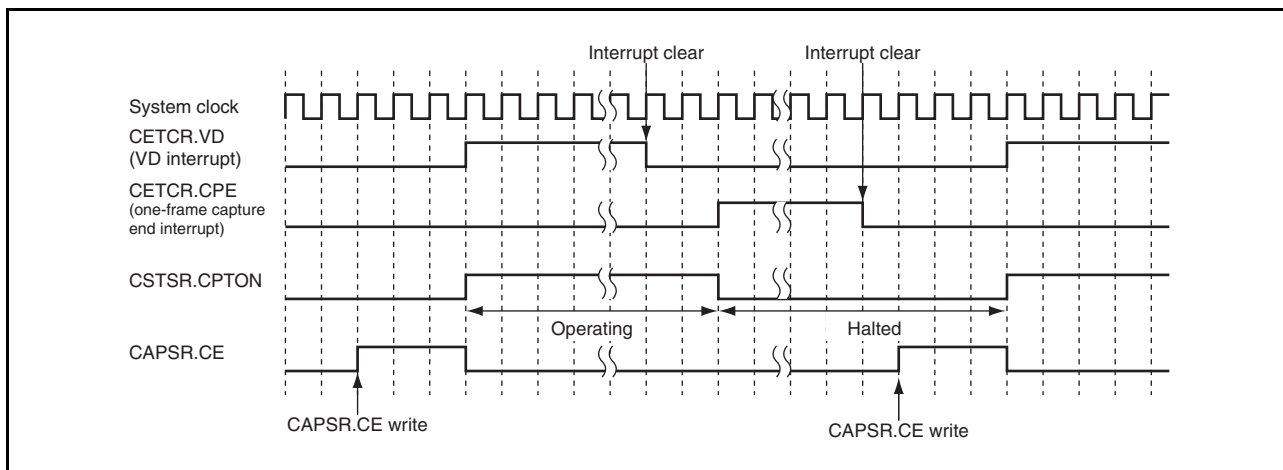 Interrupt clear
Interrupt clear
System clock
CETCR.VD
(VD interrupt)
CETCR.CPE
(one-frame capture
end interrupt)
CSTSR.CPTON
Operating
Halted
CAPSR.CE
CAPSR.CE write
CAPSR.CE write